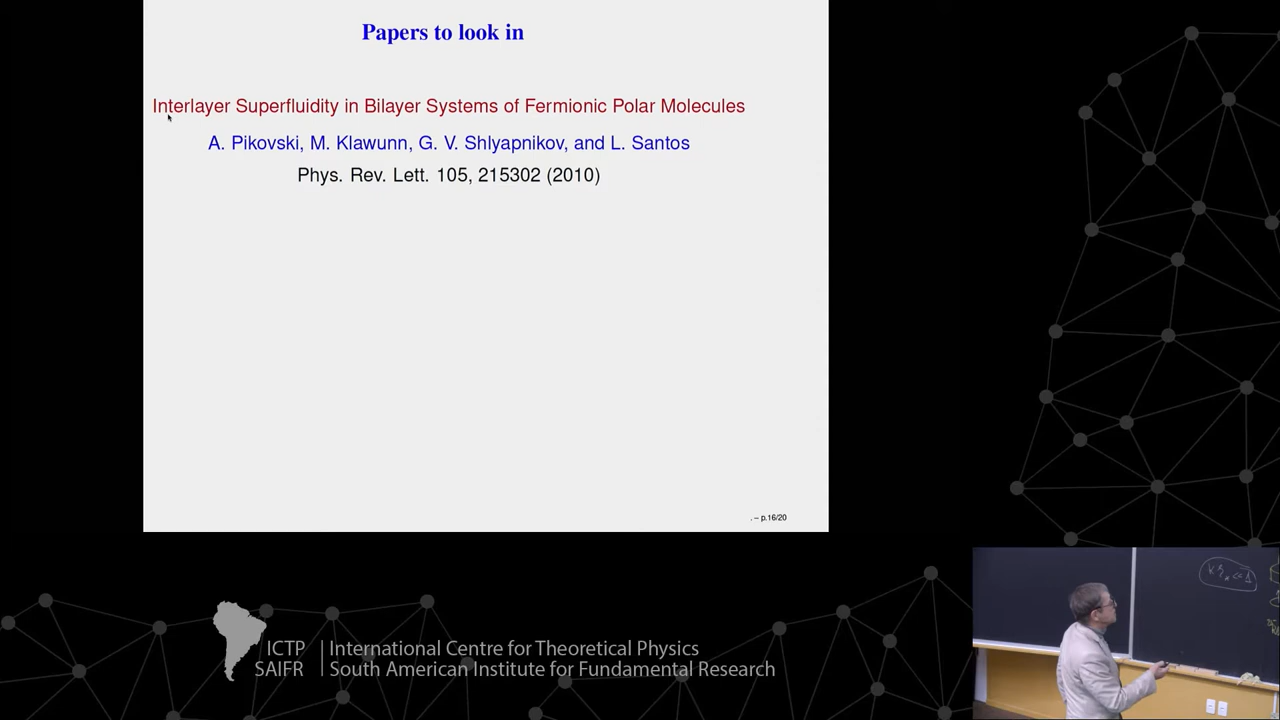 Papers to look in
Interlayer Superfluidity in Bilayer Systems of Fermionic Polar Molecules
A. Pikovski, M. Klawunn, G. V. Shlyapnikov, and L. Santos
Phys. Rev. Lett. 105, 215302 (2010)
. – p.16/20
ICTP
SAIFR
International Centre for Theoretical Physics
South American Institute for Fundamental Research